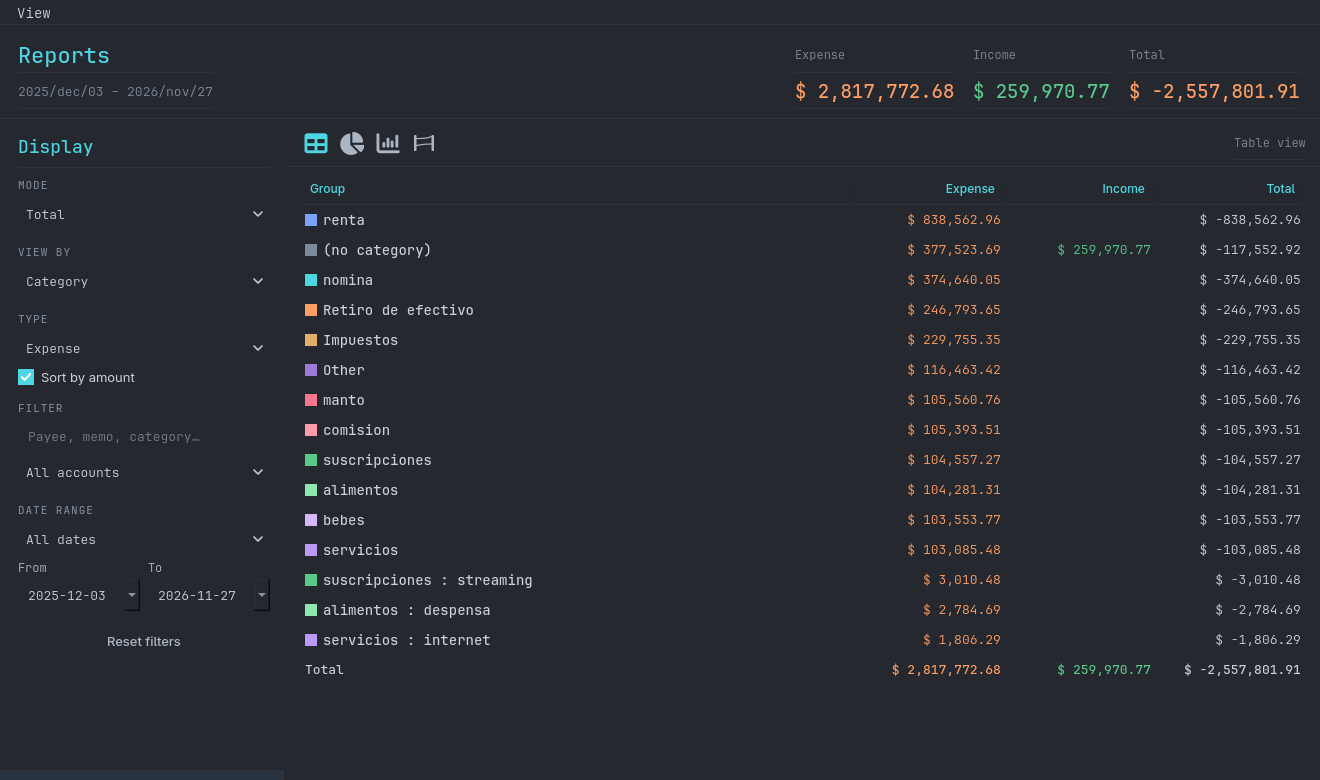 View
Reports
2025/dec/03 – 2026/nov/27
Expense Income Total
$ 2,817,772.68 $ 259,970.77 $ -2,557,801.91
Display
MODE
Total
VIEW BY
Category
TYPE
Expense
Sort by amount
FILTER
Payee, memo, category…
All accounts
DATE RANGE
All dates
From To
2025-12-03 2026-11-27
Reset filters
Table view
Group Expense Income Total
renta $ 838,562.96 $ -838,562.96
(no category) $ 377,523.69 $ 259,970.77 $ -117,552.92
nomina $ 374,640.05 $ -374,640.05
Retiro de efectivo $ 246,793.65 $ -246,793.65
Impuestos $ 229,755.35 $ -229,755.35
Other $ 116,463.42 $ -116,463.42
manto $ 105,560.76 $ -105,560.76
comision $ 105,393.51 $ -105,393.51
suscripciones $ 104,557.27 $ -104,557.27
alimentos $ 104,281.31 $ -104,281.31
bebes $ 103,553.77 $ -103,553.77
servicios $ 103,085.48 $ -103,085.48
suscripciones : streaming $ 3,010.48 $ -3,010.48
alimentos : despensa $ 2,784.69 $ -2,784.69
servicios : internet $ 1,806.29 $ -1,806.29
Total $ 2,817,772.68 $ 259,970.77 $ -2,557,801.91